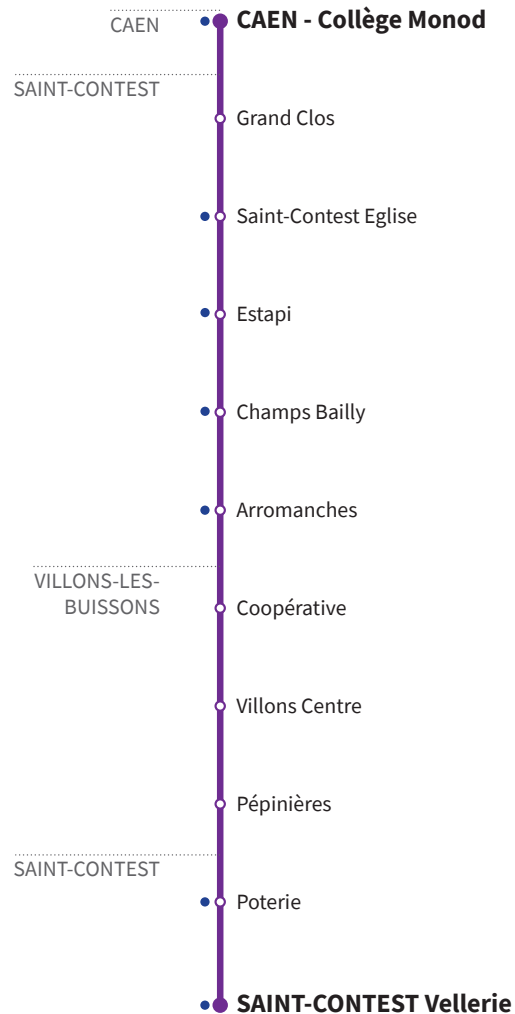 CAEN
CAEN - Collège Monod
SAINT-CONTEST
Grand Clos
Saint-Contest Eglise
Estapi
Champs Bailly
Arromanches
VILLONS-LES-
BUISSONS
Coopérative
Villons Centre
Pépinières
SAINT-CONTEST
Poterie
SAINT-CONTEST Vellerie